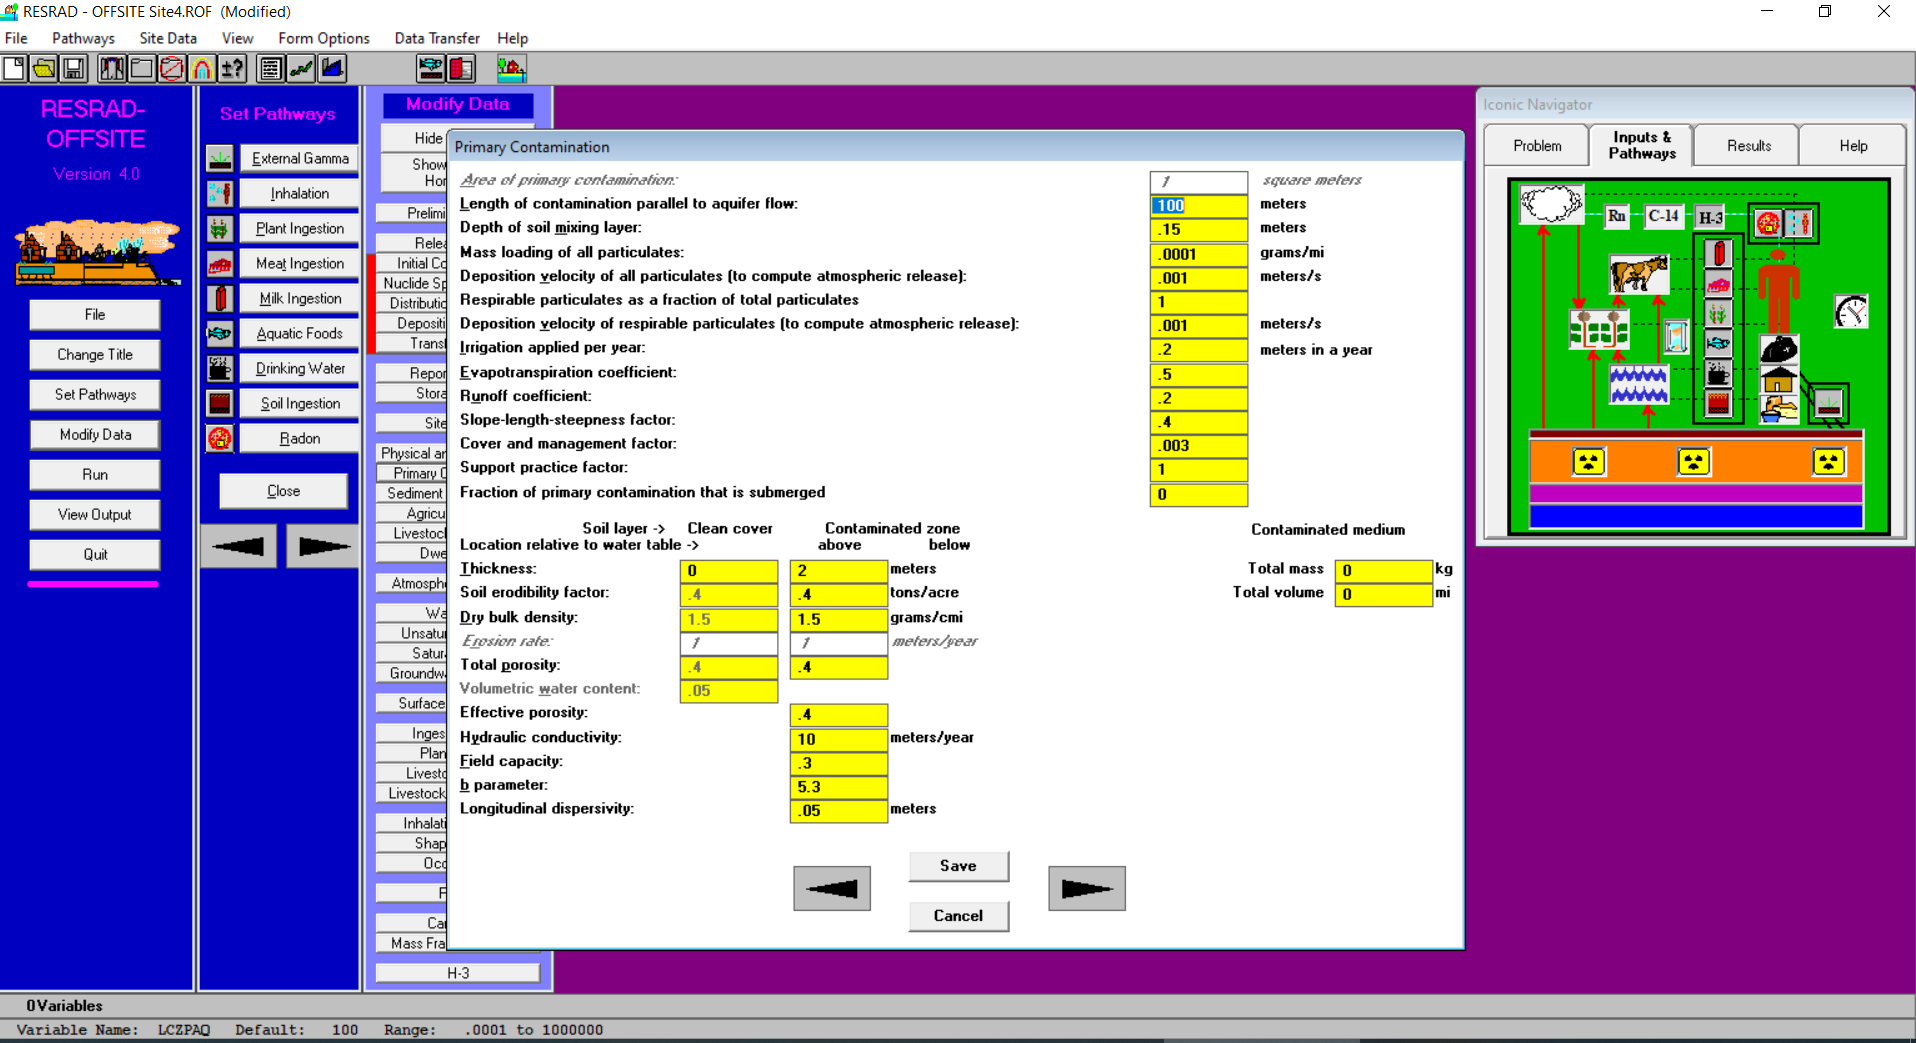 RESRAD - OFFSITE Site4.ROF (Modified)
File Pathways Site Data View Form Options Data Transfer Help
±?
RESRAD-
OFFSITE
Version 4.0
File
Change Title
Set Pathways
Modify Data
Run
View Output
Quit
Set Pathways
External Gamma
Inhalation
Plant Ingestion
Meat Ingestion
Milk Ingestion
Aquatic Foods
Drinking Water
Soil Ingestion
Radon
Close
Modify Data
Hide
Show
Hor
Prelimi
Relea
Initial Co
Nuclide Sp
Distributio
Depositi
Transf
Repor
Stora
Site
Physical ar
Primary C
Sediment
Agricu
Livestocl
Dwe
Atmosph
Wa
Unsatu
Satur
Groundwa
Surface
Inges
Plan
Livesto
Livestock
Inhalati
Shap
Occ
F
Car
Mass Fra
H-3
Primary Contamination
Area of primary contamination: 1 square meters
Length of contamination parallel to aquifer flow: 100 meters
Depth of soil mixing layer: .15 meters
Mass loading of all particulates: .0001 grams/mi
Deposition velocity of all particulates (to compute atmospheric release): .001 meters/s
Respirable particulates as a fraction of total particulates 1
Deposition velocity of respirable particulates (to compute atmospheric release): .001 meters/s
Irrigation applied per year: .2 meters in a year
Evapotranspiration coefficient: .5
Runoff coefficient: .2
Slope-length-steepness factor: .4
Cover and management factor: .003
Support practice factor: 1
Fraction of primary contamination that is submerged 0
Soil layer -> Clean cover Contaminated zone Contaminated medium
Location relative to water table -> above below
Thickness: 0 2 meters Total mass 0 kg
Soil erodibility factor: .4 .4 tons/acre Total volume 0 mi
Dry bulk density: 1.5 1.5 grams/cmi
Erosion rate: 1 1 meters/year
Total porosity: .4 .4
Volumetric water content: .05
Effective porosity: .4
Hydraulic conductivity: 10 meters/year
Field capacity: .3
b parameter: 5.3
Longitudinal dispersivity: .05 meters
Save
Cancel
Iconic Navigator
Problem Inputs & Pathways Results Help
Rn C-14 H-3
0Variables
Variable Name: LCZPAQ Default: 100 Range: .0001 to 1000000